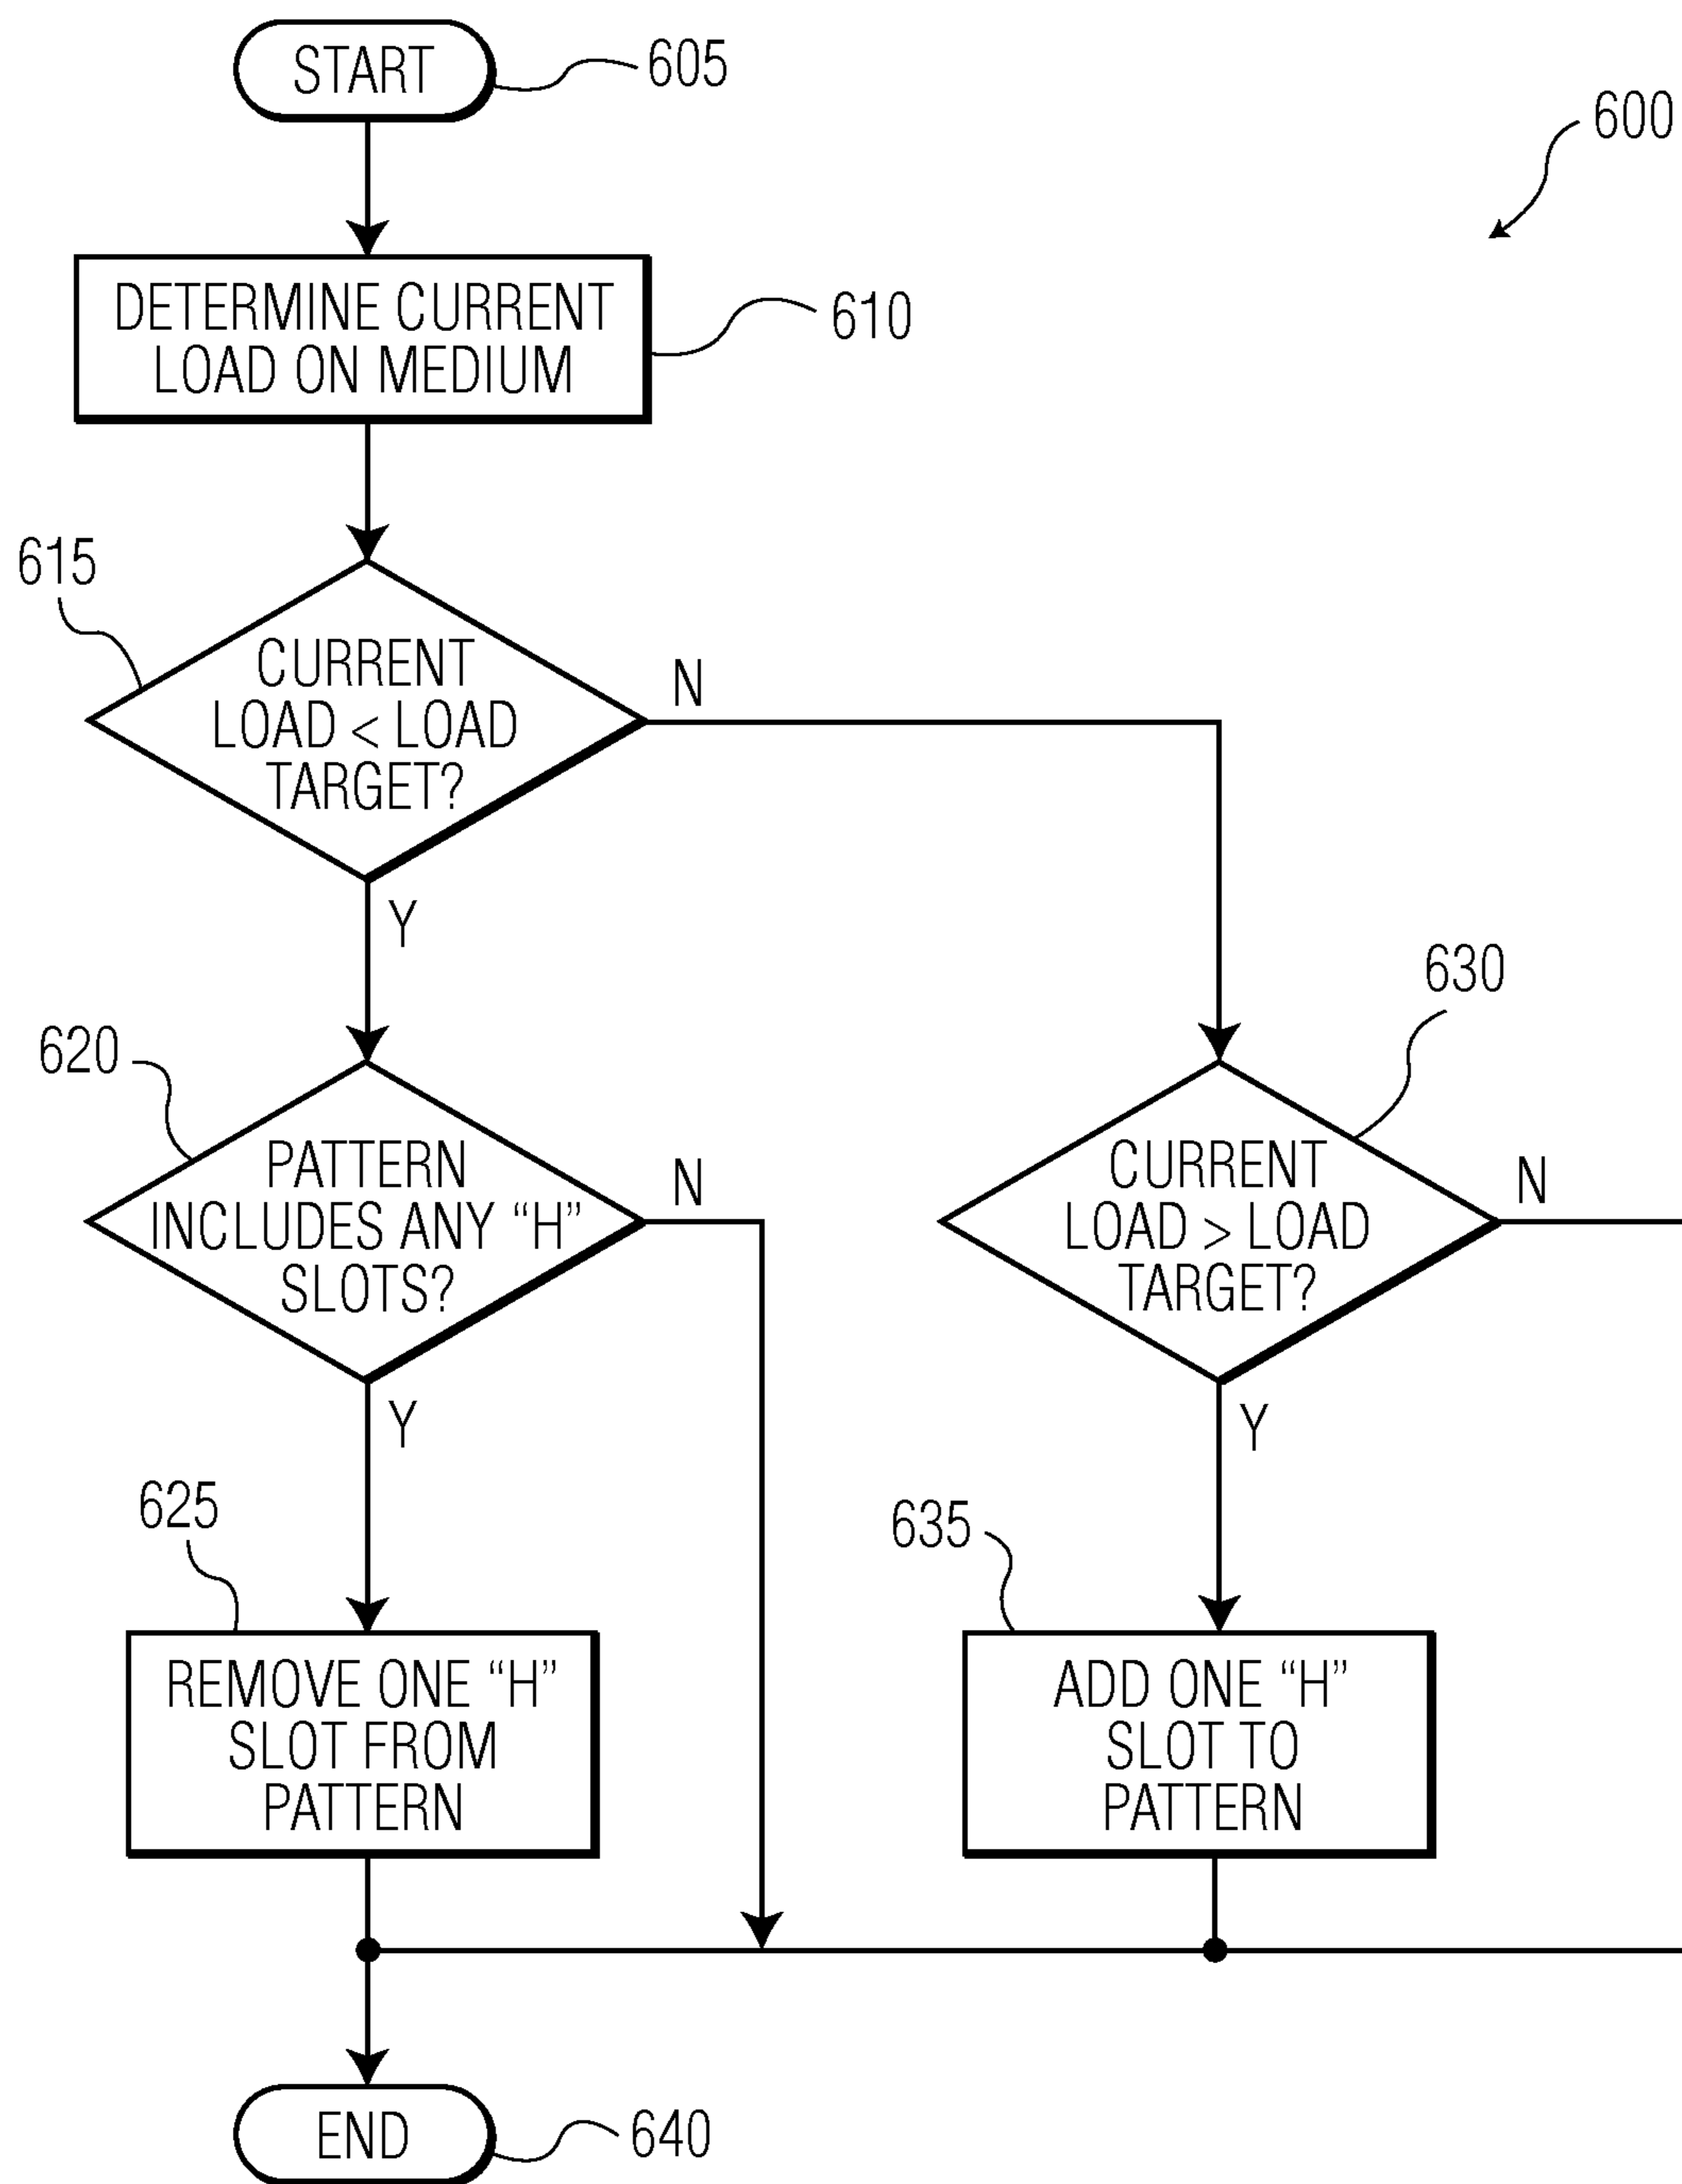 START
605
600
DETERMINE CURRENT
LOAD ON MEDIUM
610
615
CURRENT
LOAD < LOAD
TARGET?
N
Y
630
620
PATTERN
INCLUDES ANY “H”
SLOTS?
N
CURRENT
LOAD > LOAD
TARGET?
N
Y
Y
625
635
REMOVE ONE “H”
SLOT FROM
PATTERN
ADD ONE “H”
SLOT TO
PATTERN
END
640